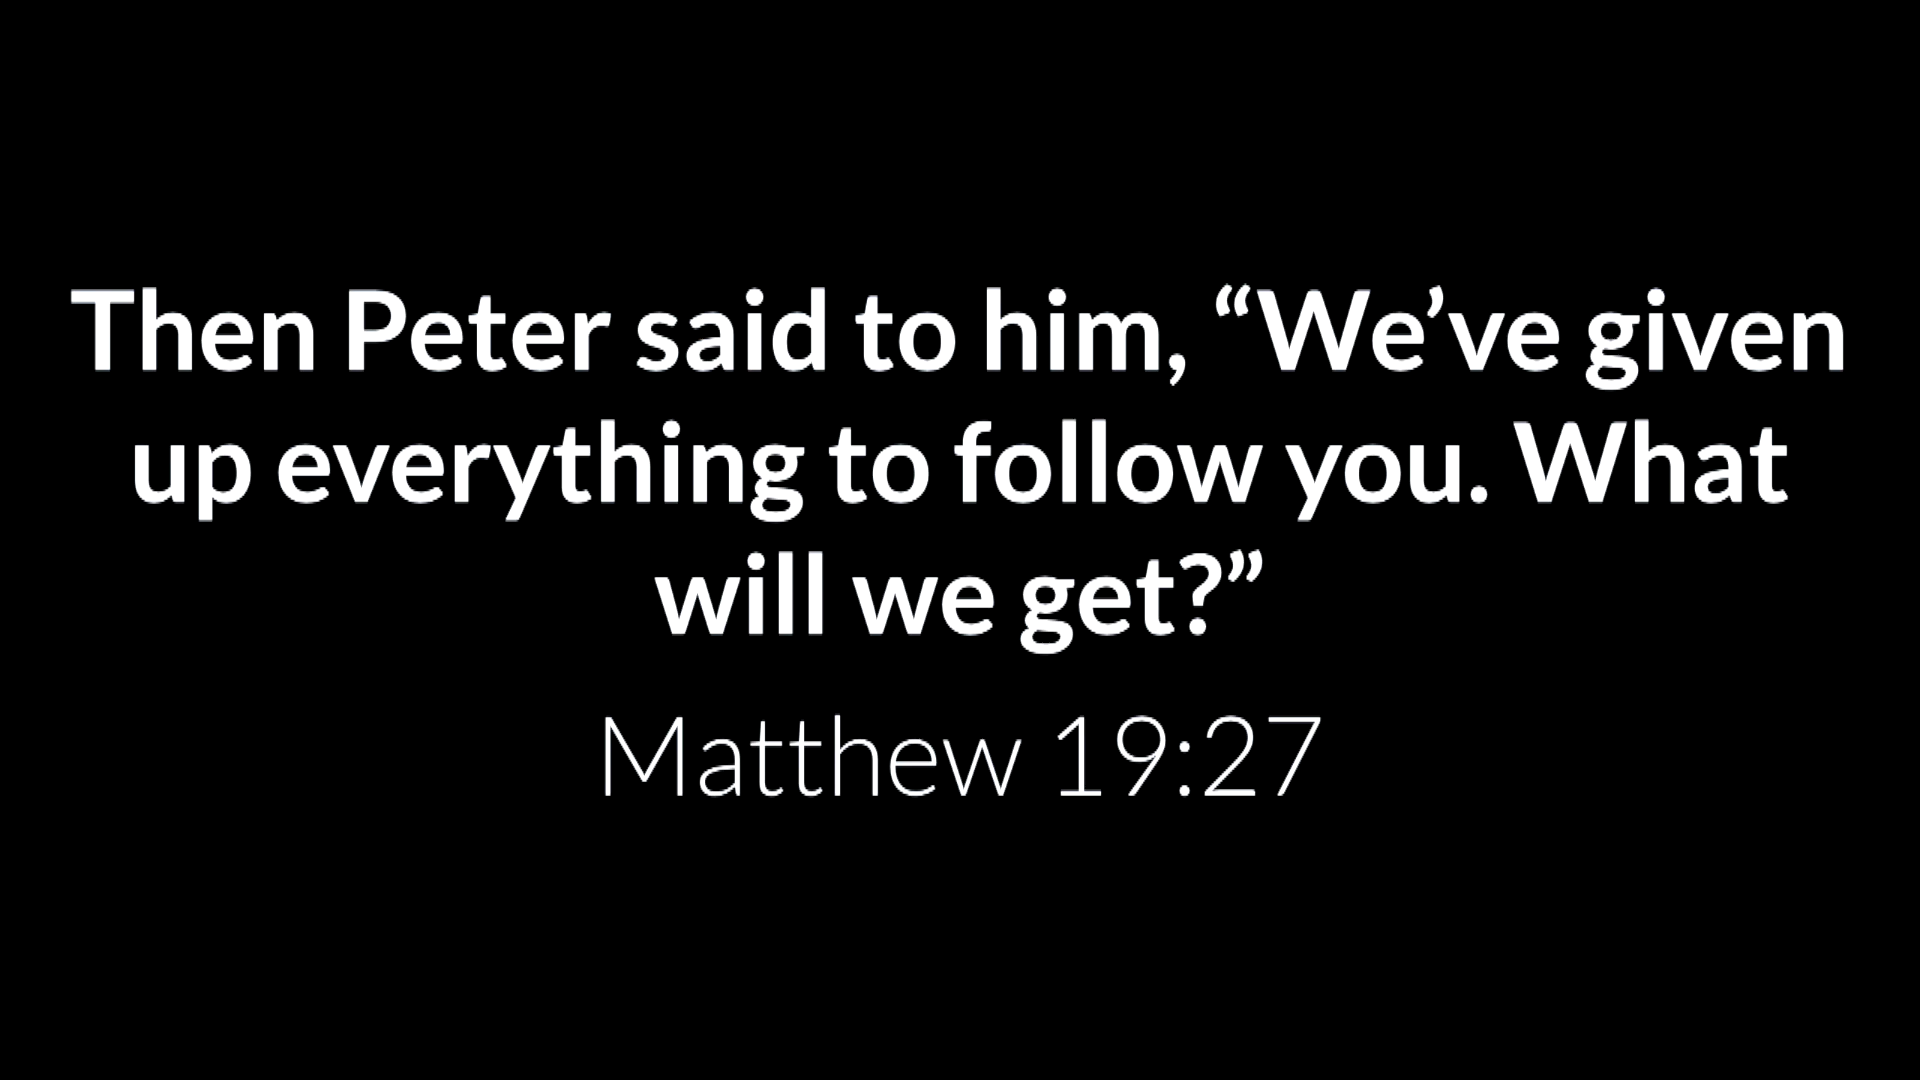 Then Peter said to him, “We’ve given
up everything to follow you. What
will we get?”
Matthew 19:27